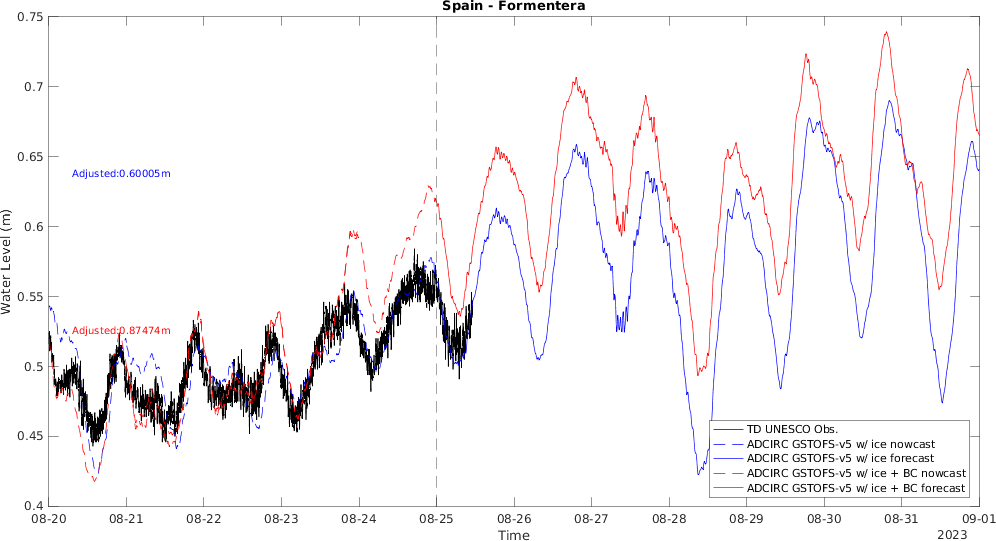 Spain - Formentera
0.75
0.7
0.65
0.6
0.55
0.5
0.45
0.4
Water Level (m)
Adjusted:0.60005m
Adjusted:0.87474m
TD UNESCO Obs.
ADCIRC GSTOFS-v5 w/ ice nowcast
ADCIRC GSTOFS-v5 w/ ice forecast
ADCIRC GSTOFS-v5 w/ ice + BC nowcast
ADCIRC GSTOFS-v5 w/ ice + BC forecast
08-20 08-21 08-22 08-23 08-24 08-25 08-26 08-27 08-28 08-29 08-30 08-31 09-01
Time
2023